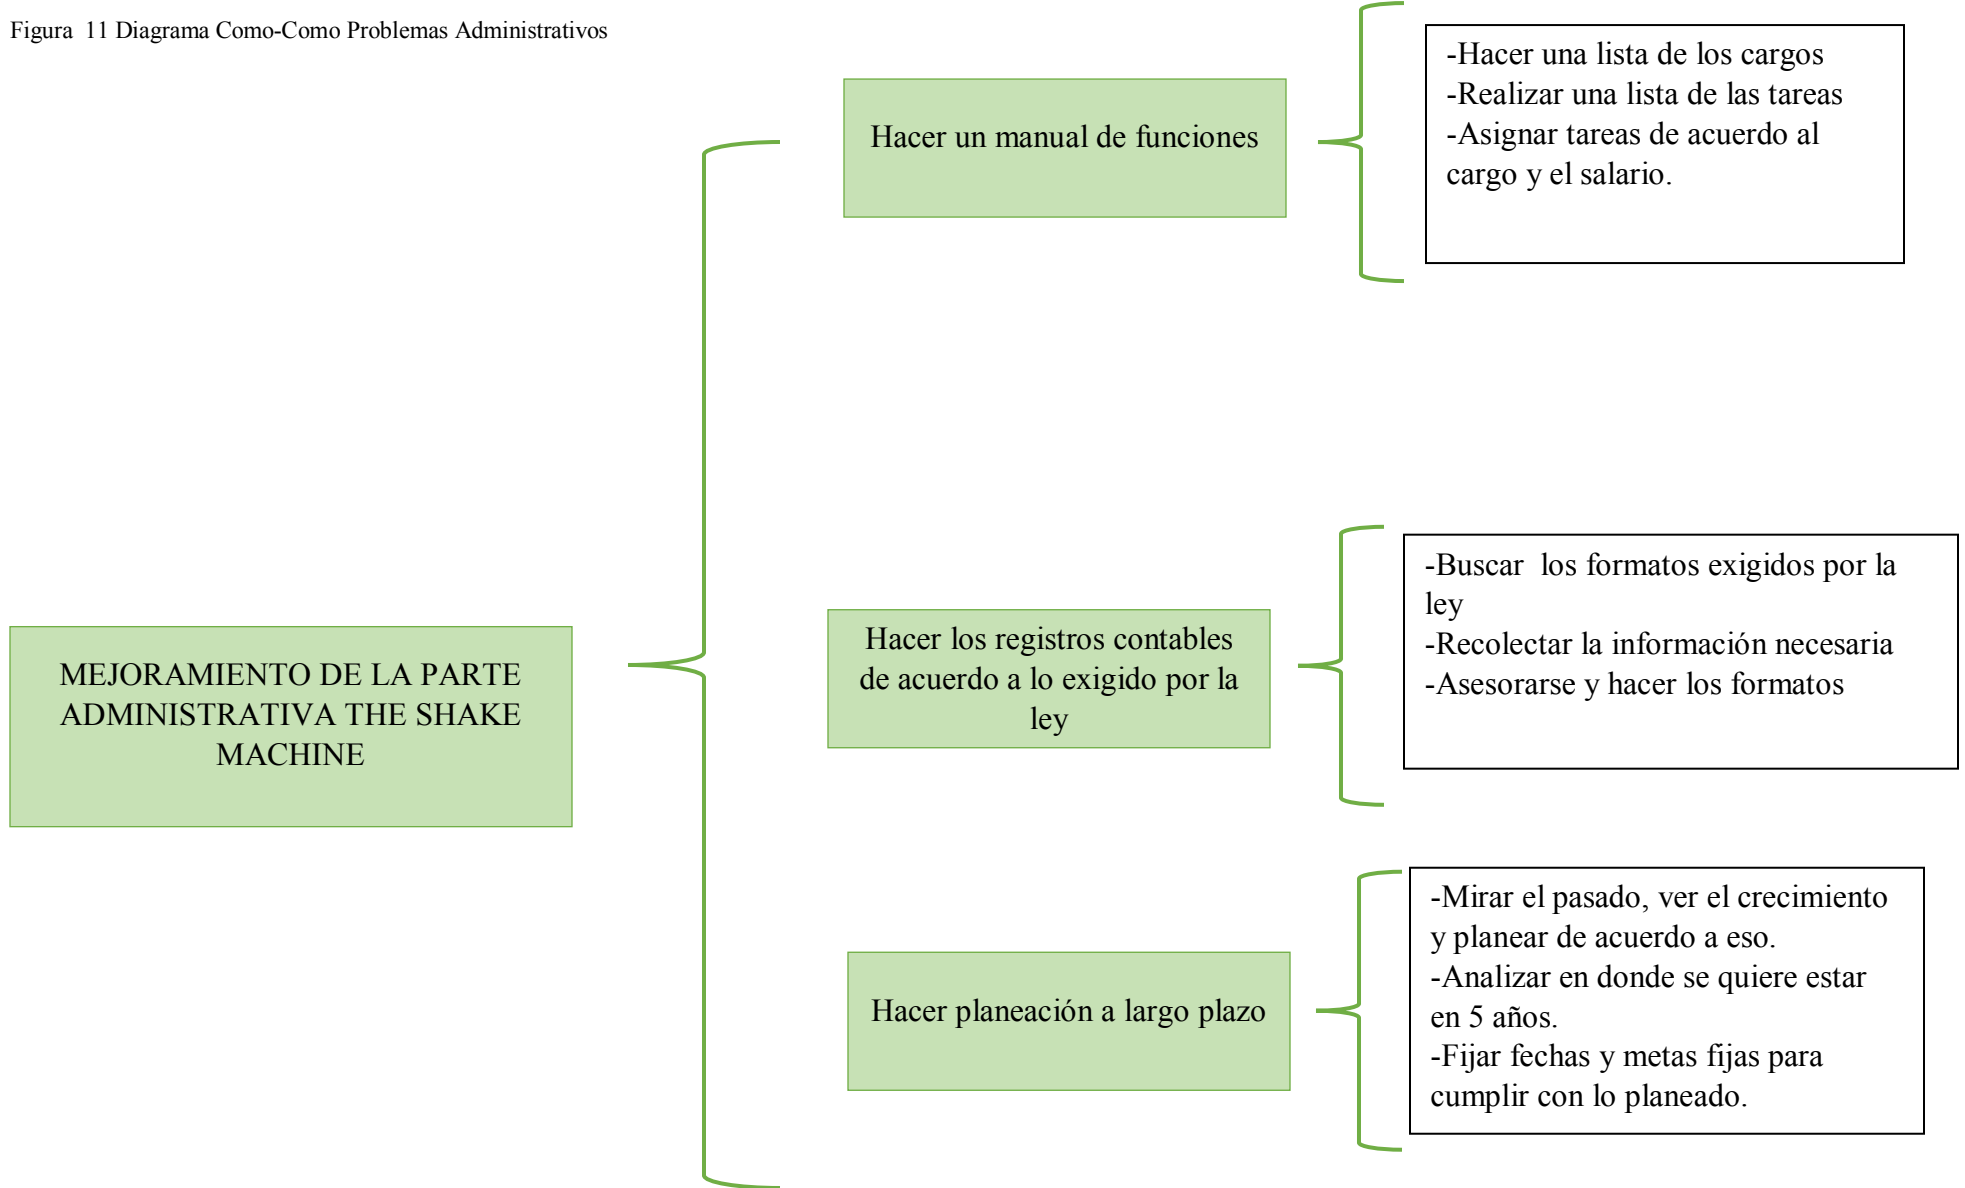 Figura  11 Diagrama Como-Como Problemas Administrativos
Hacer un manual de funciones
-Hacer una lista de los cargos
-Realizar una lista de las tareas
-Asignar tareas de acuerdo al
cargo y el salario.
MEJORAMIENTO DE LA PARTE
ADMINISTRATIVA THE SHAKE
MACHINE
Hacer los registros contables
de acuerdo a lo exigido por la
ley
-Buscar  los formatos exigidos por la
ley
-Recolectar la información necesaria
-Asesorarse y hacer los formatos
Hacer planeación a largo plazo
-Mirar el pasado, ver el crecimiento
y planear de acuerdo a eso.
-Analizar en donde se quiere estar
en 5 años.
-Fijar fechas y metas fijas para
cumplir con lo planeado.